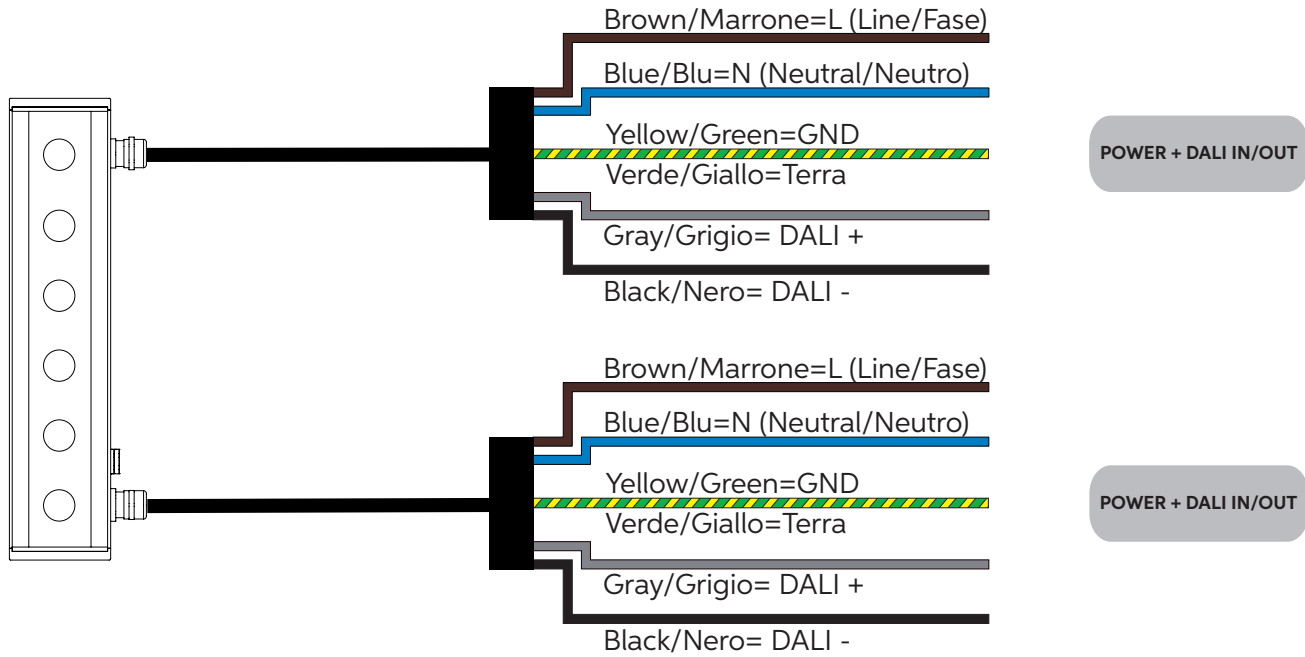 Brown/Marrone=L (Line/Fase)
Blue/Blu=N (Neutral/Neutro)
Yellow/Green=GND
Verde/Giallo=Terra
Gray/Grigio= DALI +
Black/Nero= DALI -
POWER + DALI IN/OUT
Brown/Marrone=L (Line/Fase)
Blue/Blu=N (Neutral/Neutro)
Yellow/Green=GND
Verde/Giallo=Terra
Gray/Grigio= DALI +
Black/Nero= DALI -
POWER + DALI IN/OUT